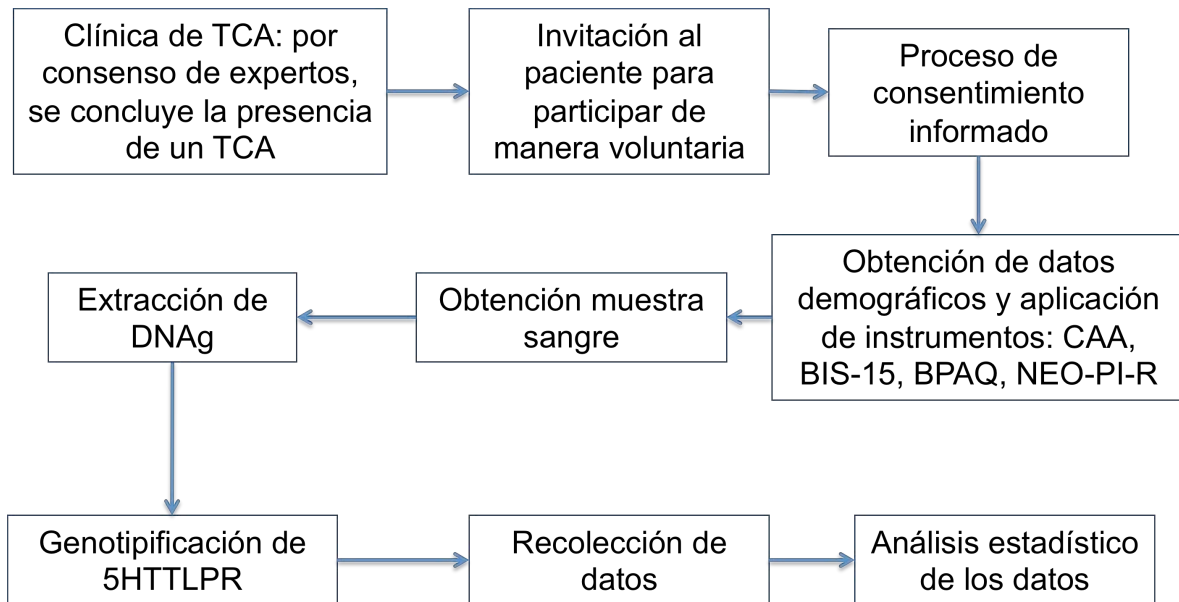 Clínica de TCA: por
consenso de expertos,
se concluye la presencia
de un TCA
Invitación al
paciente para
participar de
manera voluntaria
Proceso de
consentimiento
informado
Obtención de datos
demográficos y aplicación
de instrumentos: CAA,
BIS-15, BPAQ, NEO-PI-R
Obtención muestra
sangre
Extracción de
DNAg
Genotipificación de
5HTTLPR
Recolección de
datos
Análisis estadístico
de los datos